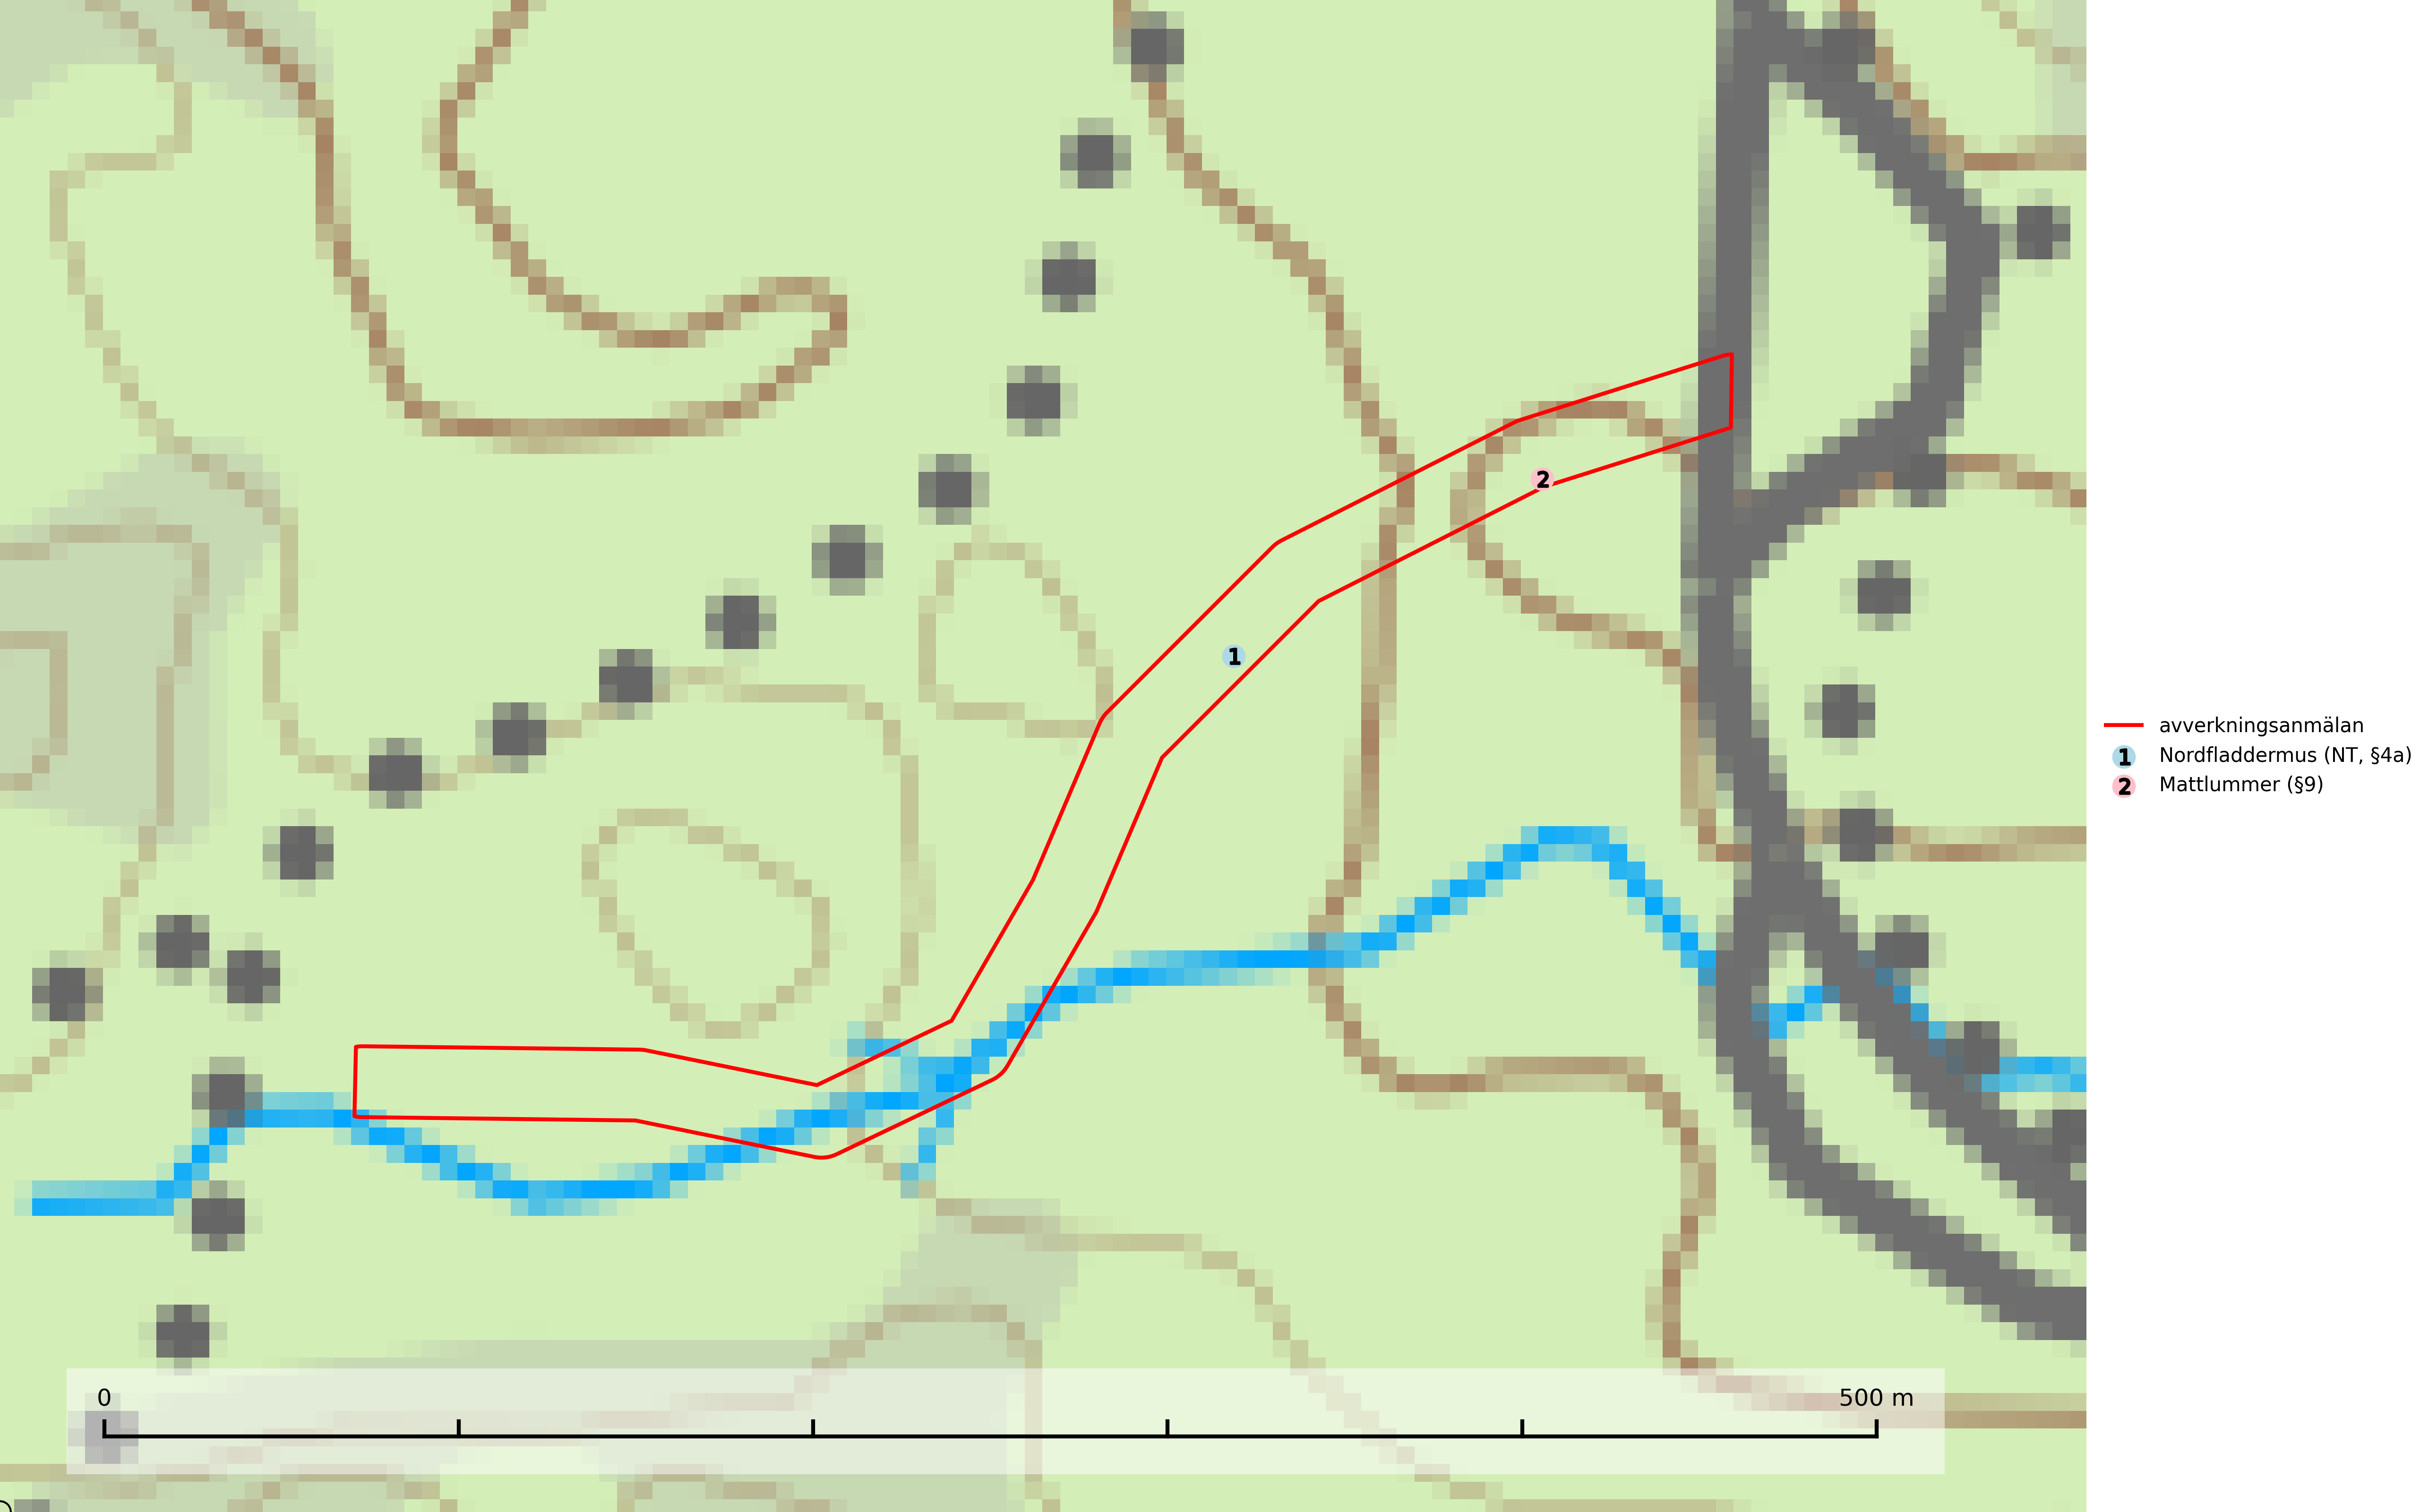 2
1
avverkningsanmälan
1 Nordfladdermus (NT, §4a)
2 Mattlummer (§9)
0 500 m